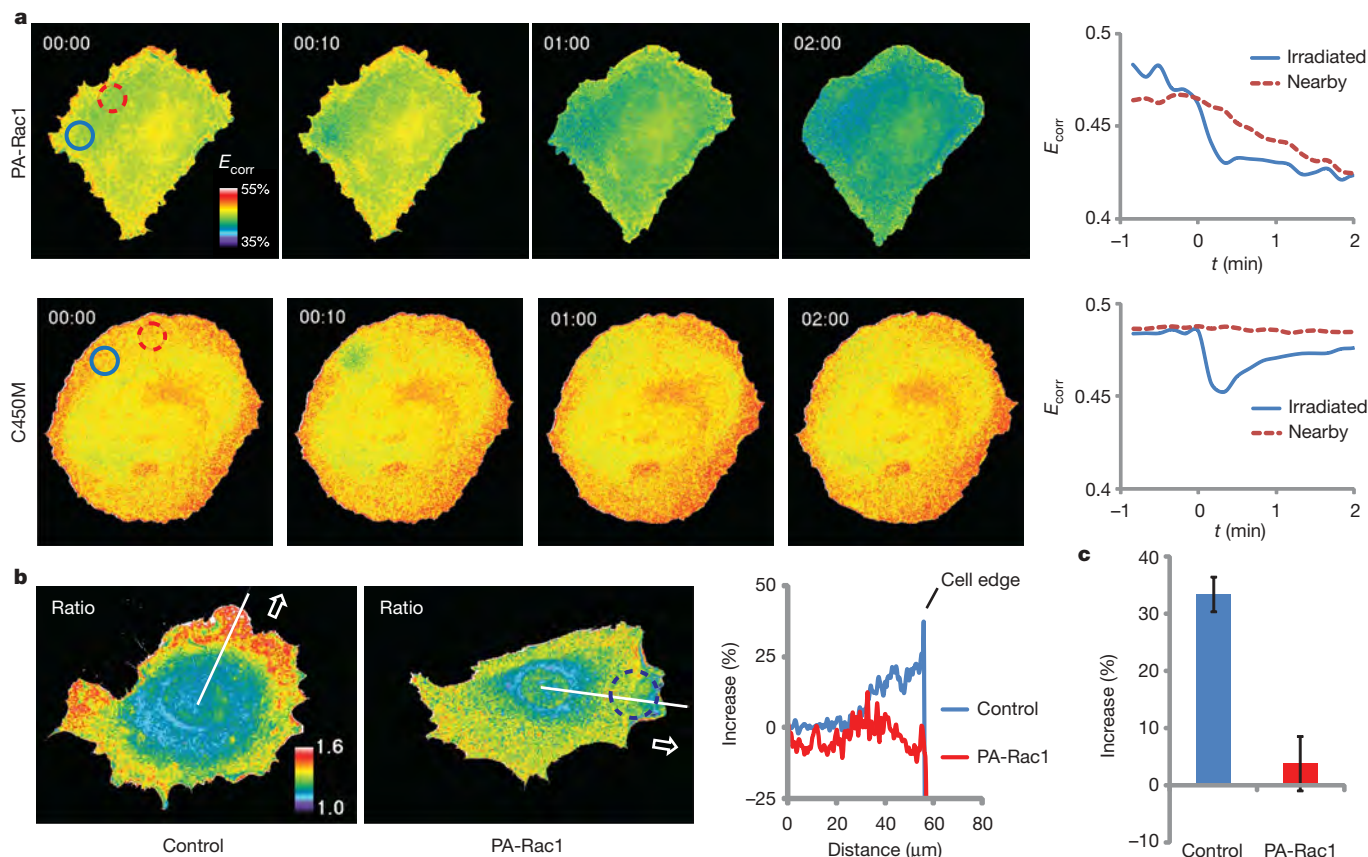 a
PA-Rac1
00:00
00:10
01:00
02:00
E_corr
55%
35%
0.5
0.45
0.4
E_corr
Irradiated
Nearby
−1
0
1
2
t (min)
C450M
00:00
00:10
01:00
02:00
0.5
0.45
0.4
E_corr
Irradiated
Nearby
−1
0
1
2
t (min)
b
Ratio
1.6
1.0
Control
Ratio
PA-Rac1
50
25
0
−25
Increase (%)
Cell edge
Control
PA-Rac1
0
20
40
60
80
Distance (μm)
c
40
30
20
10
0
−10
Increase (%)
Control
PA-Rac1